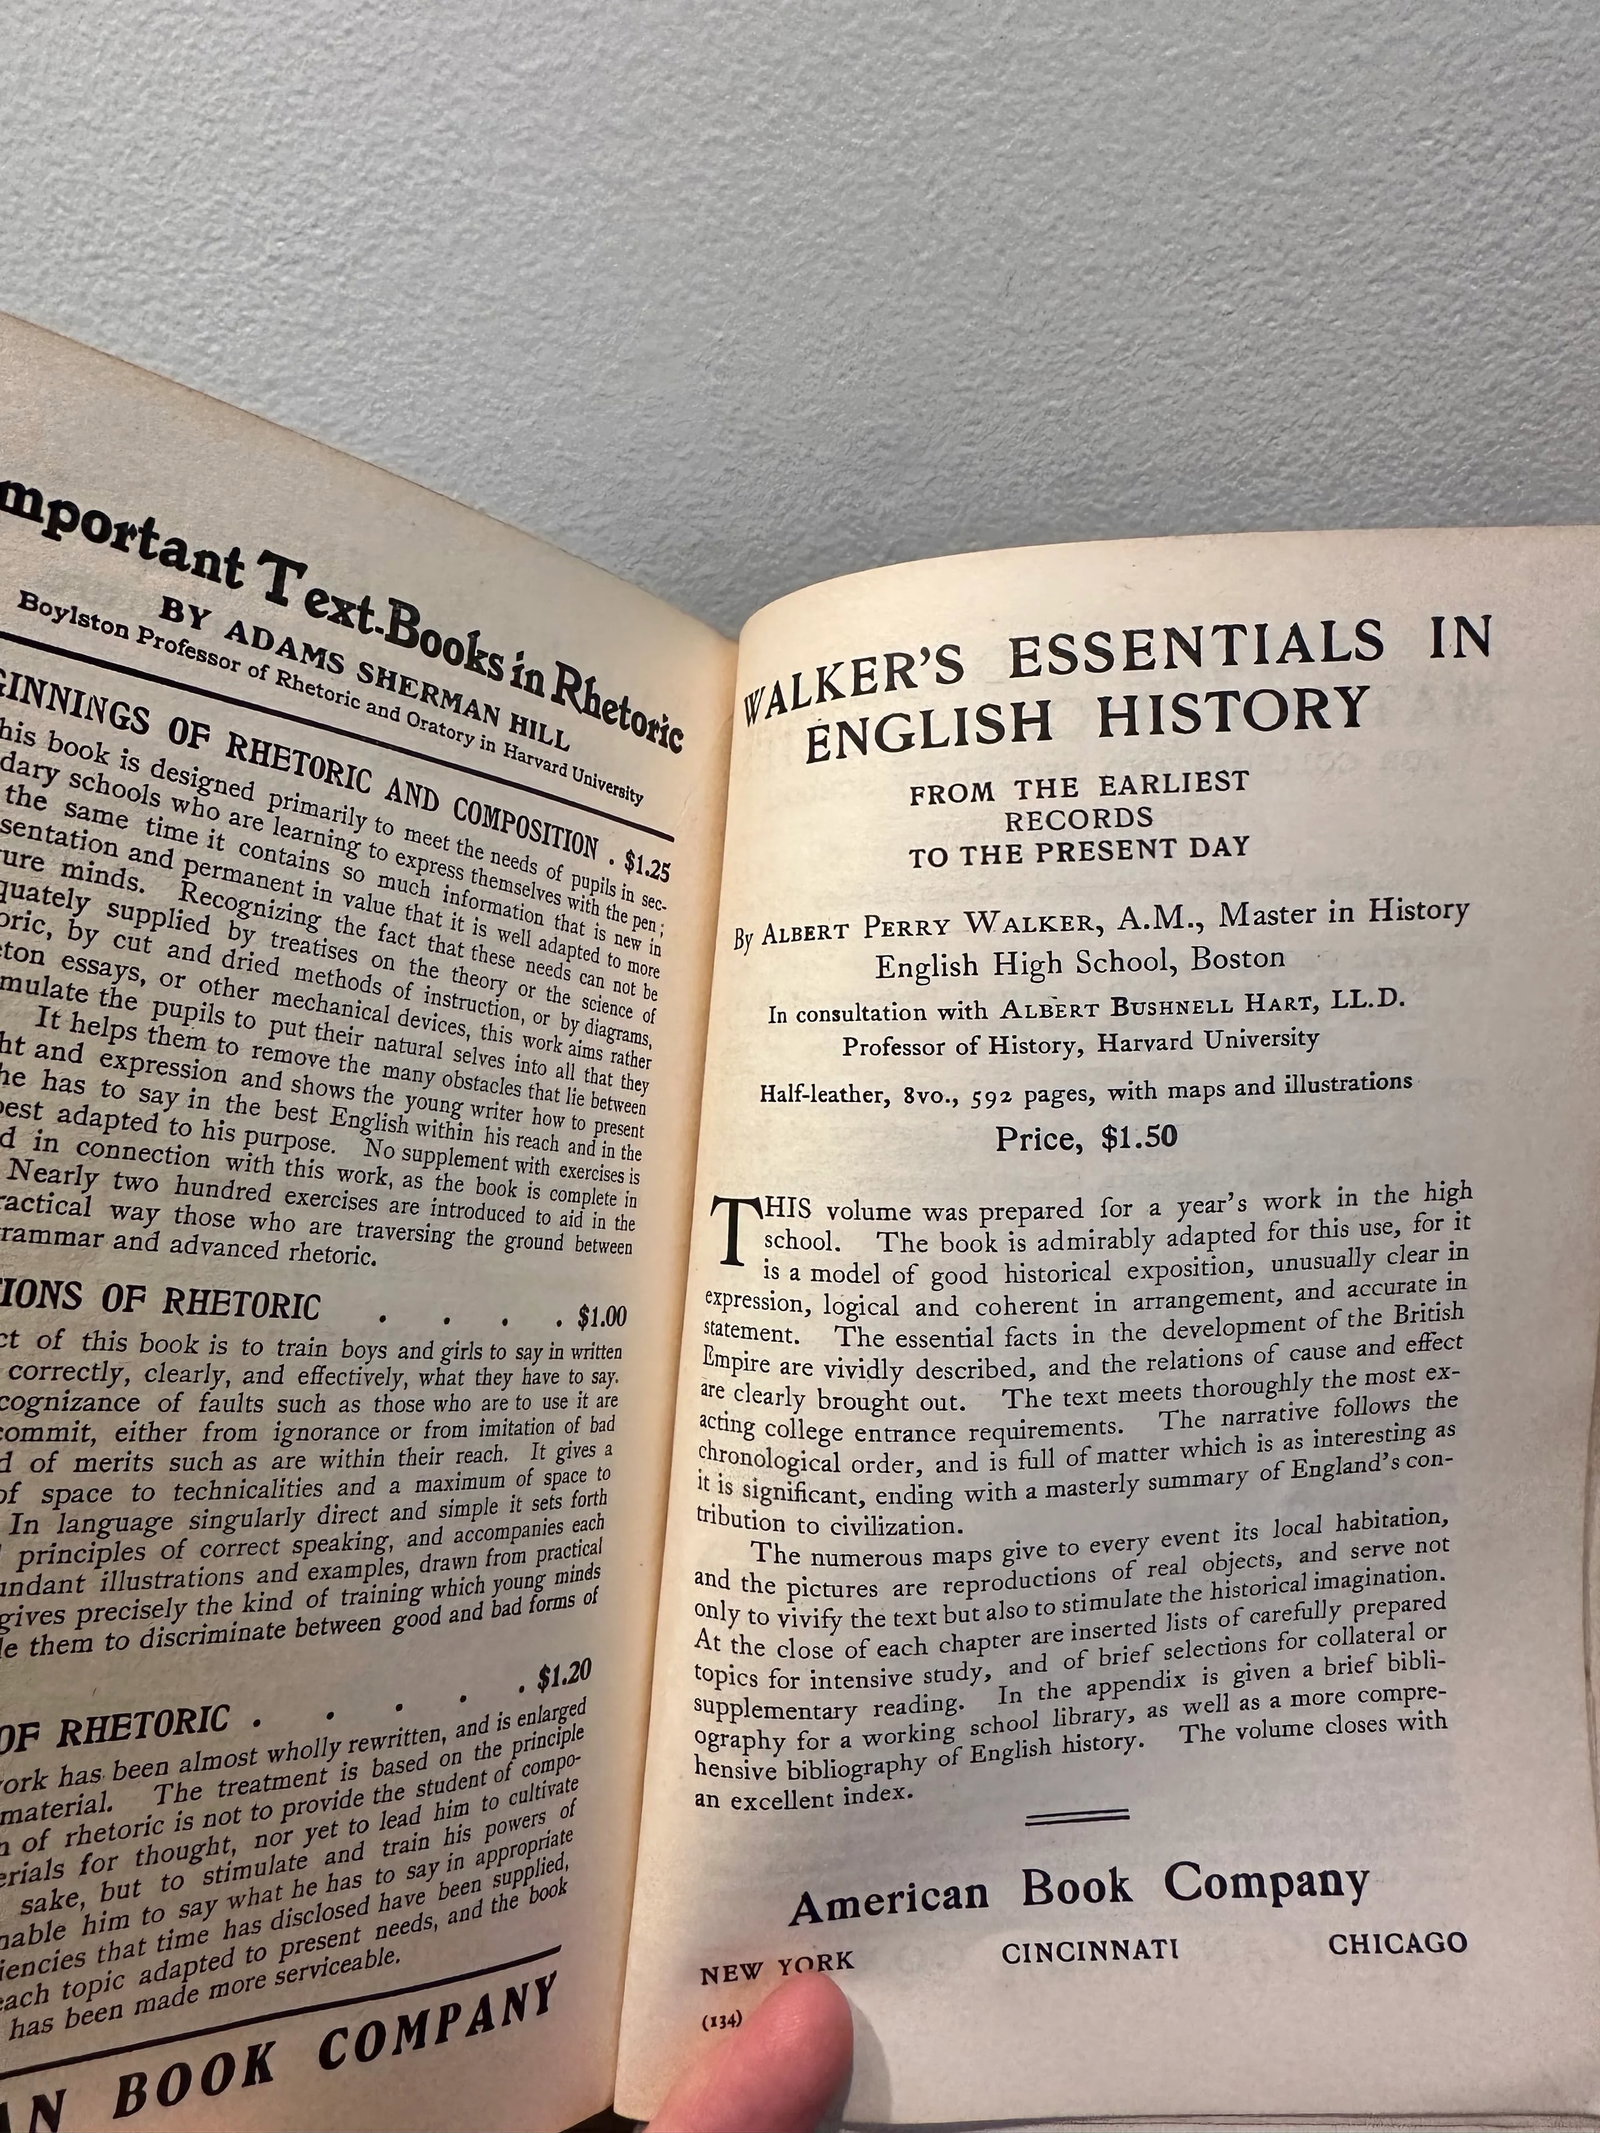 mportant Text-Books in Rhetoric
BY ADAMS SHERMAN HILL
Boylston Professor of Rhetoric and Oratory in Harvard University
GINNINGS OF RHETORIC AND COMPOSITION . $1.25
his book is designed primarily to meet the needs of pupils in sec-
dary schools who are learning to express themselves with the pen;
the same time it contains so much information that is new in
sentation and permanent in value that it is well adapted to more
ure minds. Recognizing the fact that these needs can not be
quately supplied by treatises on the theory or the science of
oric, by cut and dried methods of instruction, or by diagrams,
eton essays, or other mechanical devices, this work aims rather
mulate the pupils to put their natural selves into all that they
It helps them to remove the many obstacles that lie between
ht and expression and shows the young writer how to present
he has to say in the best English within his reach and in the
best adapted to his purpose. No supplement with exercises is
d in connection with this work, as the book is complete in
Nearly two hundred exercises are introduced to aid in the
ractical way those who are traversing the ground between
rammar and advanced rhetoric.
IONS OF RHETORIC . . . . $1.00
ct of this book is to train boys and girls to say in written
correctly, clearly, and effectively, what they have to say.
cognizance of faults such as those who are to use it are
commit, either from ignorance or from imitation of bad
d of merits such as are within their reach. It gives a
of space to technicalities and a maximum of space to
In language singularly direct and simple it sets forth
principles of correct speaking, and accompanies each
undant illustrations and examples, drawn from practical
gives precisely the kind of training which young minds
le them to discriminate between good and bad forms of
OF RHETORIC . . . . . $1.20
ork has been almost wholly rewritten, and is enlarged
material. The treatment is based on the principle
n of rhetoric is not to provide the student of compo-
erials for thought, nor yet to lead him to cultivate
sake, but to stimulate and train his powers of
nable him to say what he has to say in appropriate
iencies that time has disclosed have been supplied,
each topic adapted to present needs, and the book
has been made more serviceable.
AN BOOK COMPANY
WALKER'S ESSENTIALS IN
ENGLISH HISTORY
FROM THE EARLIEST
RECORDS
TO THE PRESENT DAY
By ALBERT PERRY WALKER, A.M., Master in History
English High School, Boston
In consultation with ALBERT BUSHNELL HART, LL.D.
Professor of History, Harvard University
Half-leather, 8vo., 592 pages, with maps and illustrations
Price, $1.50
THIS volume was prepared for a year's work in the high
school. The book is admirably adapted for this use, for it
is a model of good historical exposition, unusually clear in
expression, logical and coherent in arrangement, and accurate in
statement. The essential facts in the development of the British
Empire are vividly described, and the relations of cause and effect
are clearly brought out. The text meets thoroughly the most ex-
acting college entrance requirements. The narrative follows the
chronological order, and is full of matter which is as interesting as
it is significant, ending with a masterly summary of England's con-
tribution to civilization.
The numerous maps give to every event its local habitation,
and the pictures are reproductions of real objects, and serve not
only to vivify the text but also to stimulate the historical imagination.
At the close of each chapter are inserted lists of carefully prepared
topics for intensive study, and of brief selections for collateral or
supplementary reading. In the appendix is given a brief bibli-
ography for a working school library, as well as a more compre-
hensive bibliography of English history. The volume closes with
an excellent index.
American Book Company
NEW YORK CINCINNATI CHICAGO
(134)